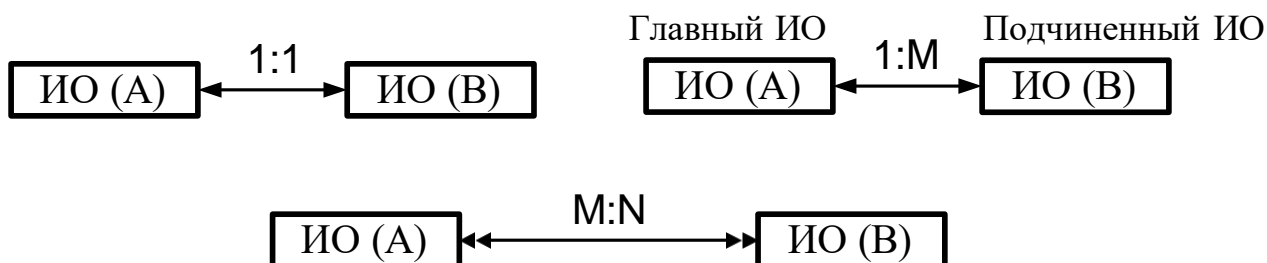 Главный ИО Подчиненный ИО
1:1 1:M
ИО (А) ИО (В) ИО (А) ИО (В)
M:N
ИО (А) ИО (В)